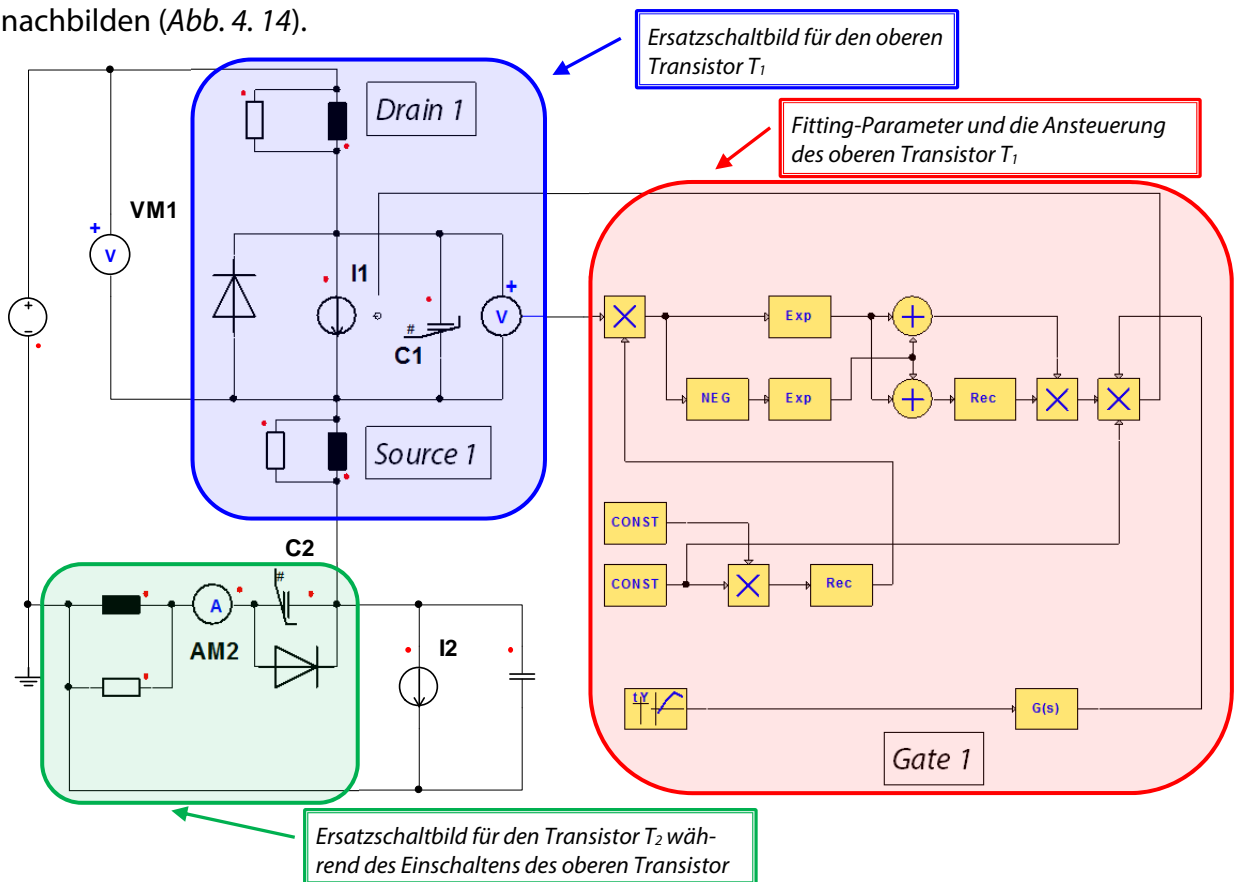 nachbilden (Abb. 4. 14).
Ersatzschaltbild für den oberen
Transistor T1
Drain 1
Fitting-Parameter und die Ansteuerung
des oberen Transistor T1
VM1
+
V
I1
+
V
#
C1
+
−
Exp
+
NEG
Exp
+
Rec
Source 1
CONST
CONST
Rec
C2
#
A
AM2
I2
t Y
G(s)
Gate 1
Ersatzschaltbild für den Transistor T2 wäh-
rend des Einschaltens des oberen Transistor